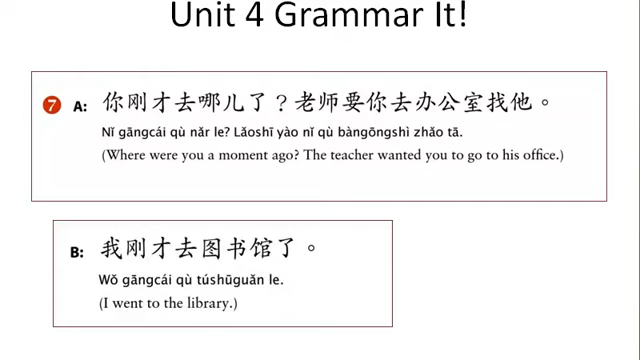 Unit 4 Grammar It!
7 A: 你刚才去哪儿了？老师要你去办公室找他。
Nǐ gāngcái qù nǎr le? Lǎoshī yào nǐ qù bàngōngshì zhǎo tā.
(Where were you a moment ago? The teacher wanted you to go to his office.)
B: 我刚才去图书馆了。
Wǒ gāngcái qù túshūguǎn le.
(I went to the library.)